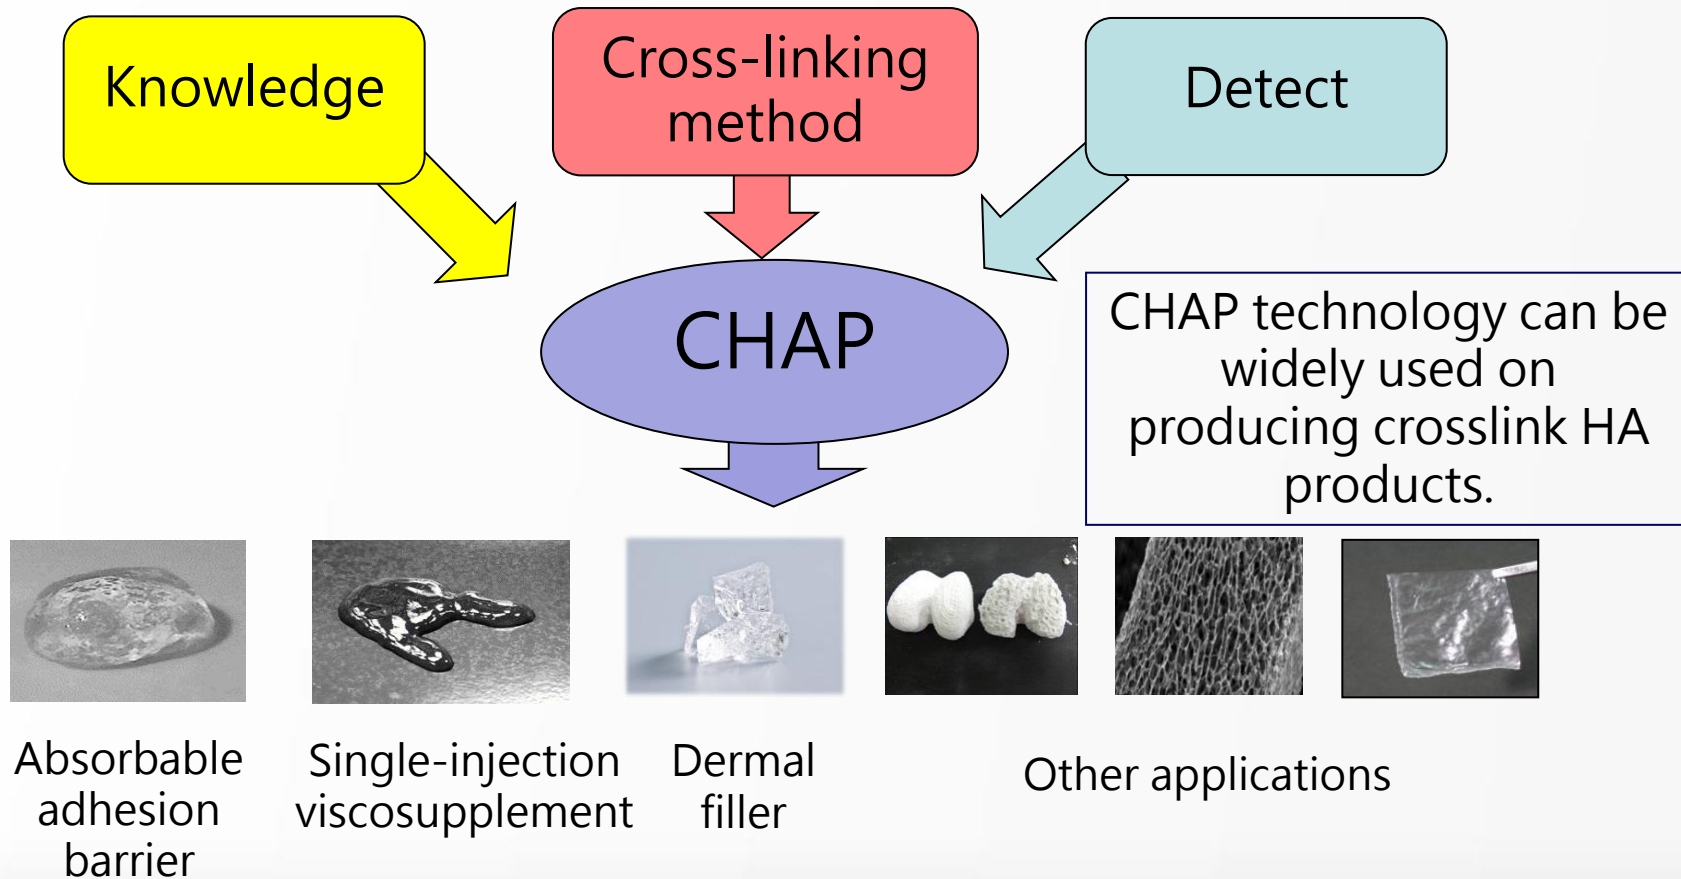 Knowledge
Cross-linking
method
Detect
CHAP
CHAP technology can be
widely used on
producing crosslink HA
products.
Absorbable
adhesion
barrier
Single-injection
viscosupplement
Dermal
filler
Other applications